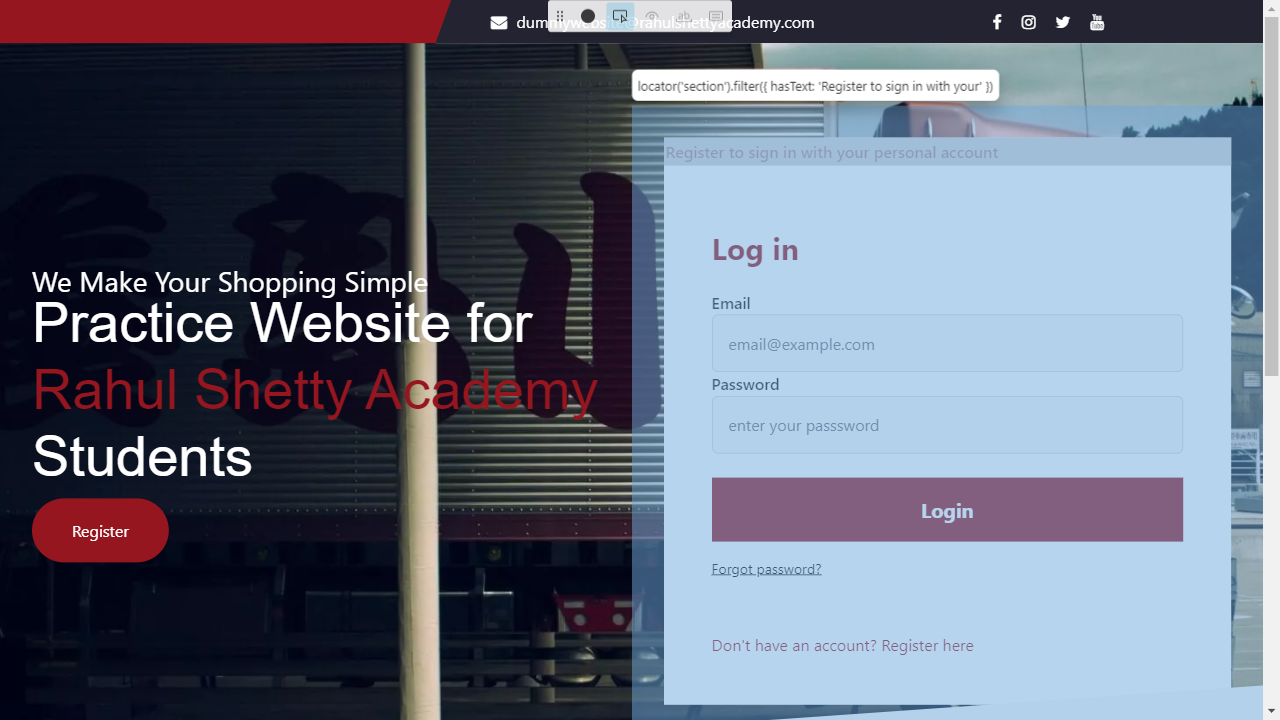 dummywebsite@rahulshettyacademy.com
locator('section').filter({ hasText: 'Register to sign in with your' })
Register to sign in with your personal account
We Make Your Shopping Simple
Practice Website for
Rahul Shetty Academy
Students
Register
Log in
Email
email@example.com
Password
enter your passsword
Login
Forgot password?
Don't have an account? Register here